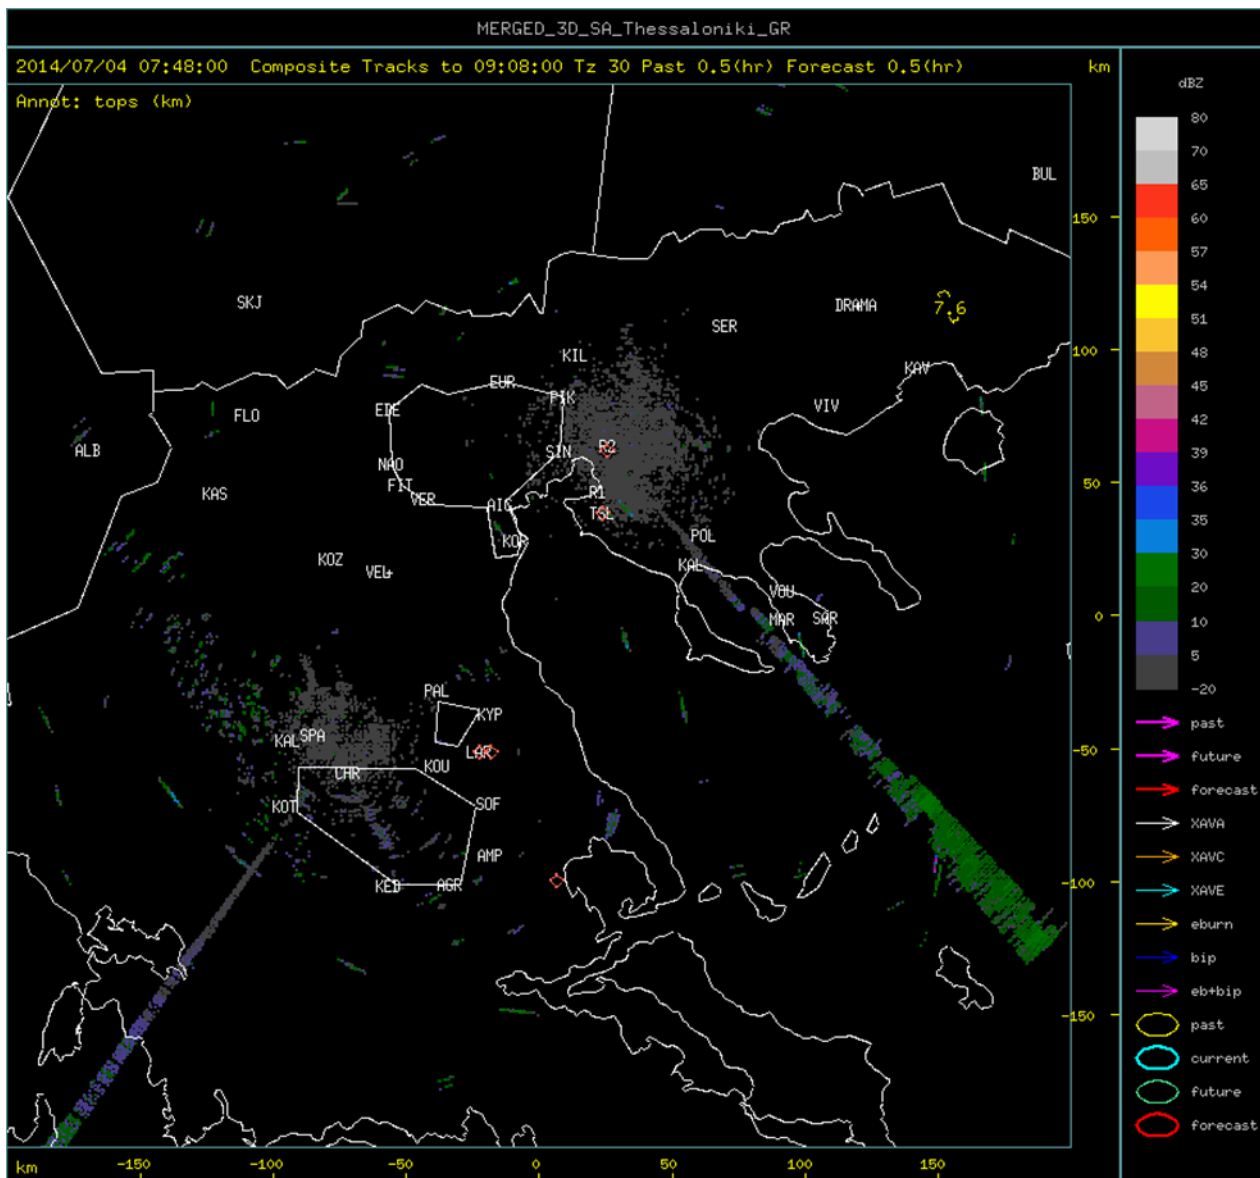 MERGED_3D_SA_Thessaloniki_GR
2014/07/04 07:48:00 Composite Tracks to 09:08:00 Tz 30 Past 0.5(hr) Forecast 0.5(hr)
km
Annot: tops (km)
dBZ
80
70
65
60
57
54
51
48
45
42
39
36
35
30
20
10
5
-20
past
future
forecast
XAVA
XAVC
XAVE
eburn
bip
eb+bip
past
current
future
forecast
BUL
150
SKJ
DRAMA
7.6
SER
100
KIL
KAV
EUR
PIK
EDE
VIV
FLO
ALB
R2
SIN
NAO
FIT
50
KAS
R1
VER
AIG
TSL
POL
KOR
KOZ
VEL
KAL
VOU
0
MAR
SAR
PAL
KYP
SPA
KAL
LAR
-50
KOU
CHR
KOT
SOF
AMP
KED
AGR
-100
-150
km
-150
-100
-50
0
50
100
150